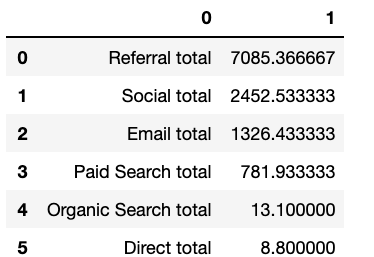 0 1
0 Referral total 7085.366667
1 Social total 2452.533333
2 Email total 1326.433333
3 Paid Search total 781.933333
4 Organic Search total 13.100000
5 Direct total 8.800000